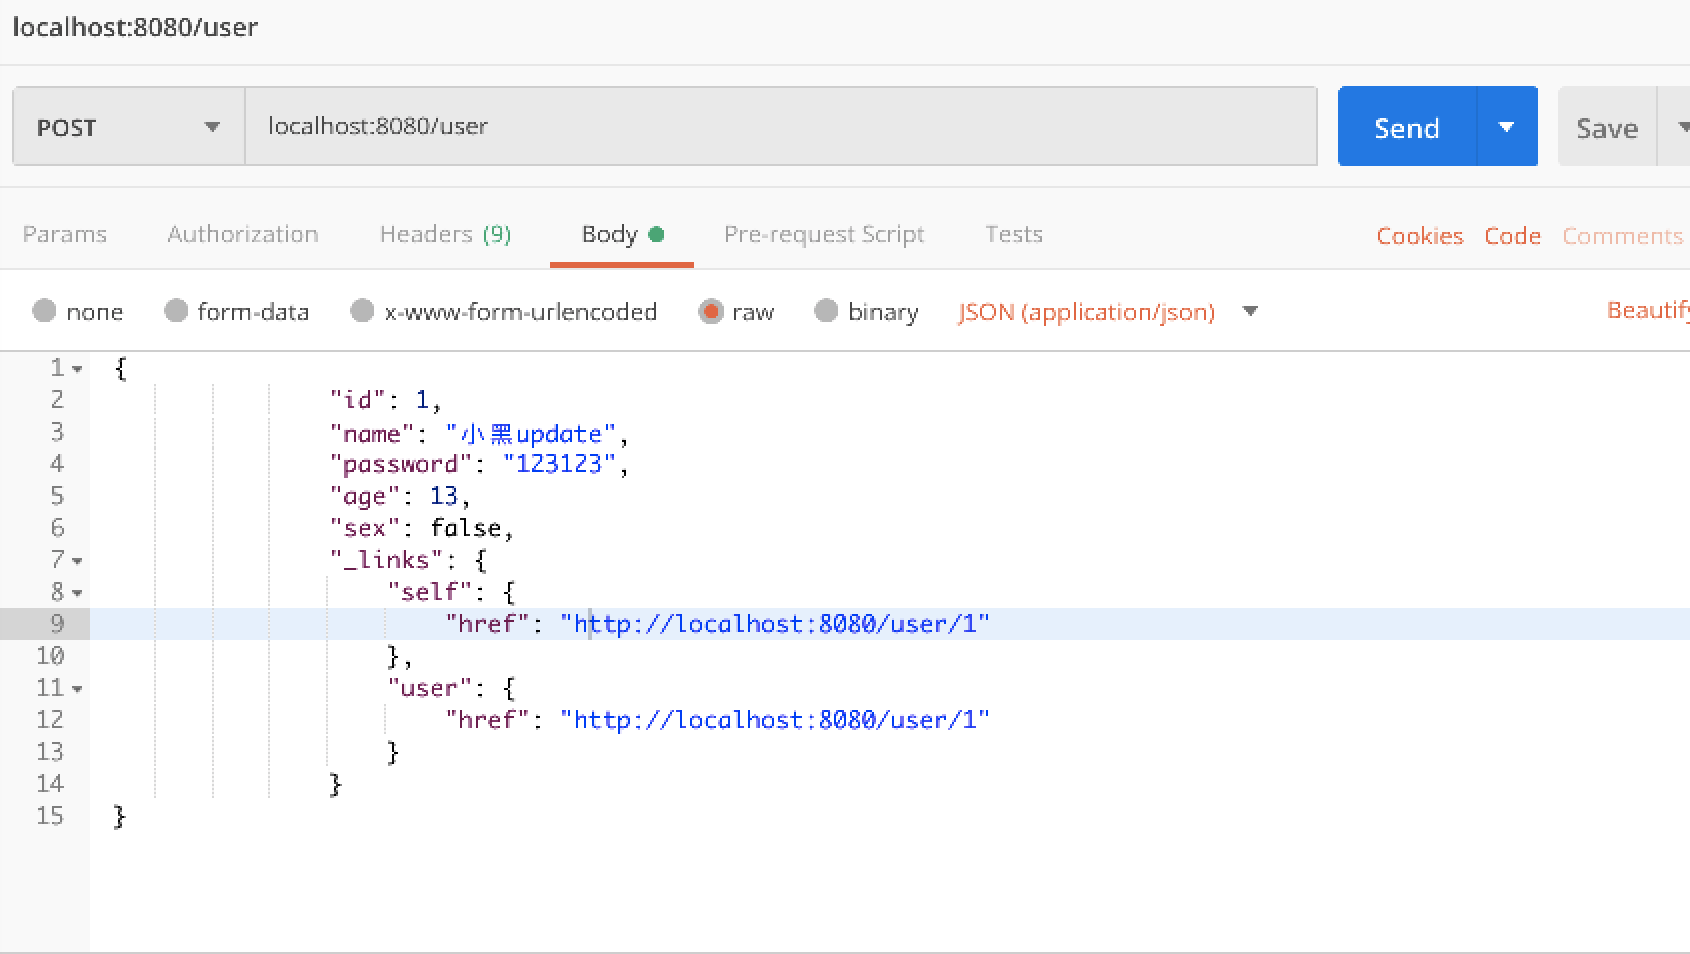 localhost:8080/user
POST localhost:8080/user Send Save
Params Authorization Headers (9) Body Pre-request Script Tests Cookies Code Comments
none form-data x-www-form-urlencoded raw binary JSON (application/json) Beautify
1 {
2 "id": 1,
3 "name": "小黑update",
4 "password": "123123",
5 "age": 13,
6 "sex": false,
7 "_links": {
8 "self": {
9 "href": "http://localhost:8080/user/1"
10 },
11 "user": {
12 "href": "http://localhost:8080/user/1"
13 }
14 }
15 }